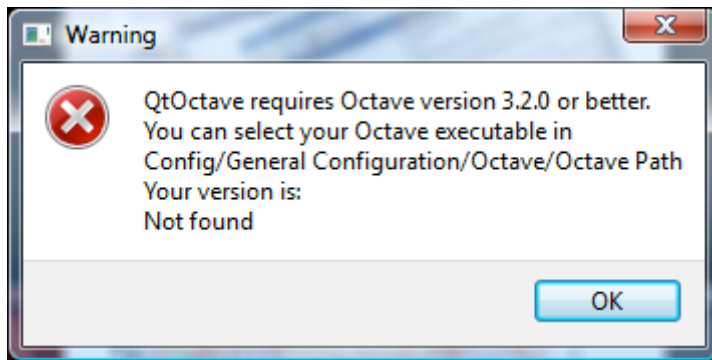 Warning
QtOctave requires Octave version 3.2.0 or better.
You can select your Octave executable in
Config/General Configuration/Octave/Octave Path
Your version is:
Not found
OK